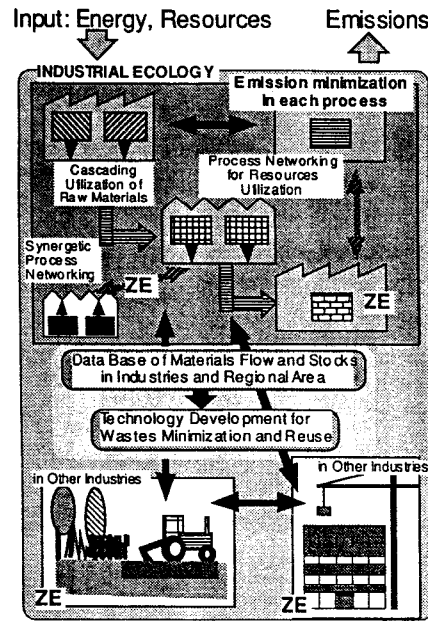 Input: Energy, Resources
Emissions
INDUSTRIAL ECOLOGY
Emission minimization
in each process
Cascading
Utilization of
Raw Materials
Process Networking
for Resources
Utilization
Synergetic
Process
Networking
ZE
ZE
Data Base of Materials Flow and Stocks
in Industries and Regional Area
Technology Development for
Wastes Minimization and Reuse
in Other Industries
in Other Industries
ZE
ZE